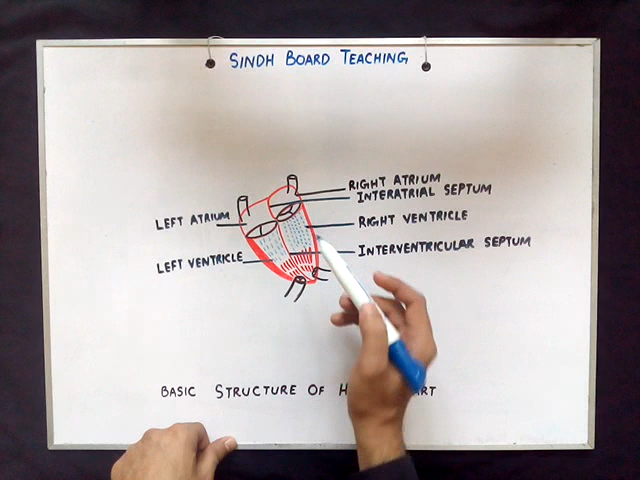 SINDH BOARD TEACHING
RIGHT ATRIUM
INTERATRIAL SEPTUM
LEFT ATRIUM
RIGHT VENTRICLE
INTERVENTRICULAR SEPTUM
LEFT VENTRICLE
BASIC STRUCTURE OF